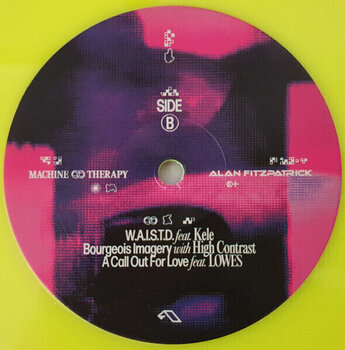 SIDE
B
MACHINE THERAPY
ALAN FITZPATRICK
W.A.I.S.T.D. feat. Kele
Bourgeois Imagery with High Contrast
A Call Out For Love feat. LOWES